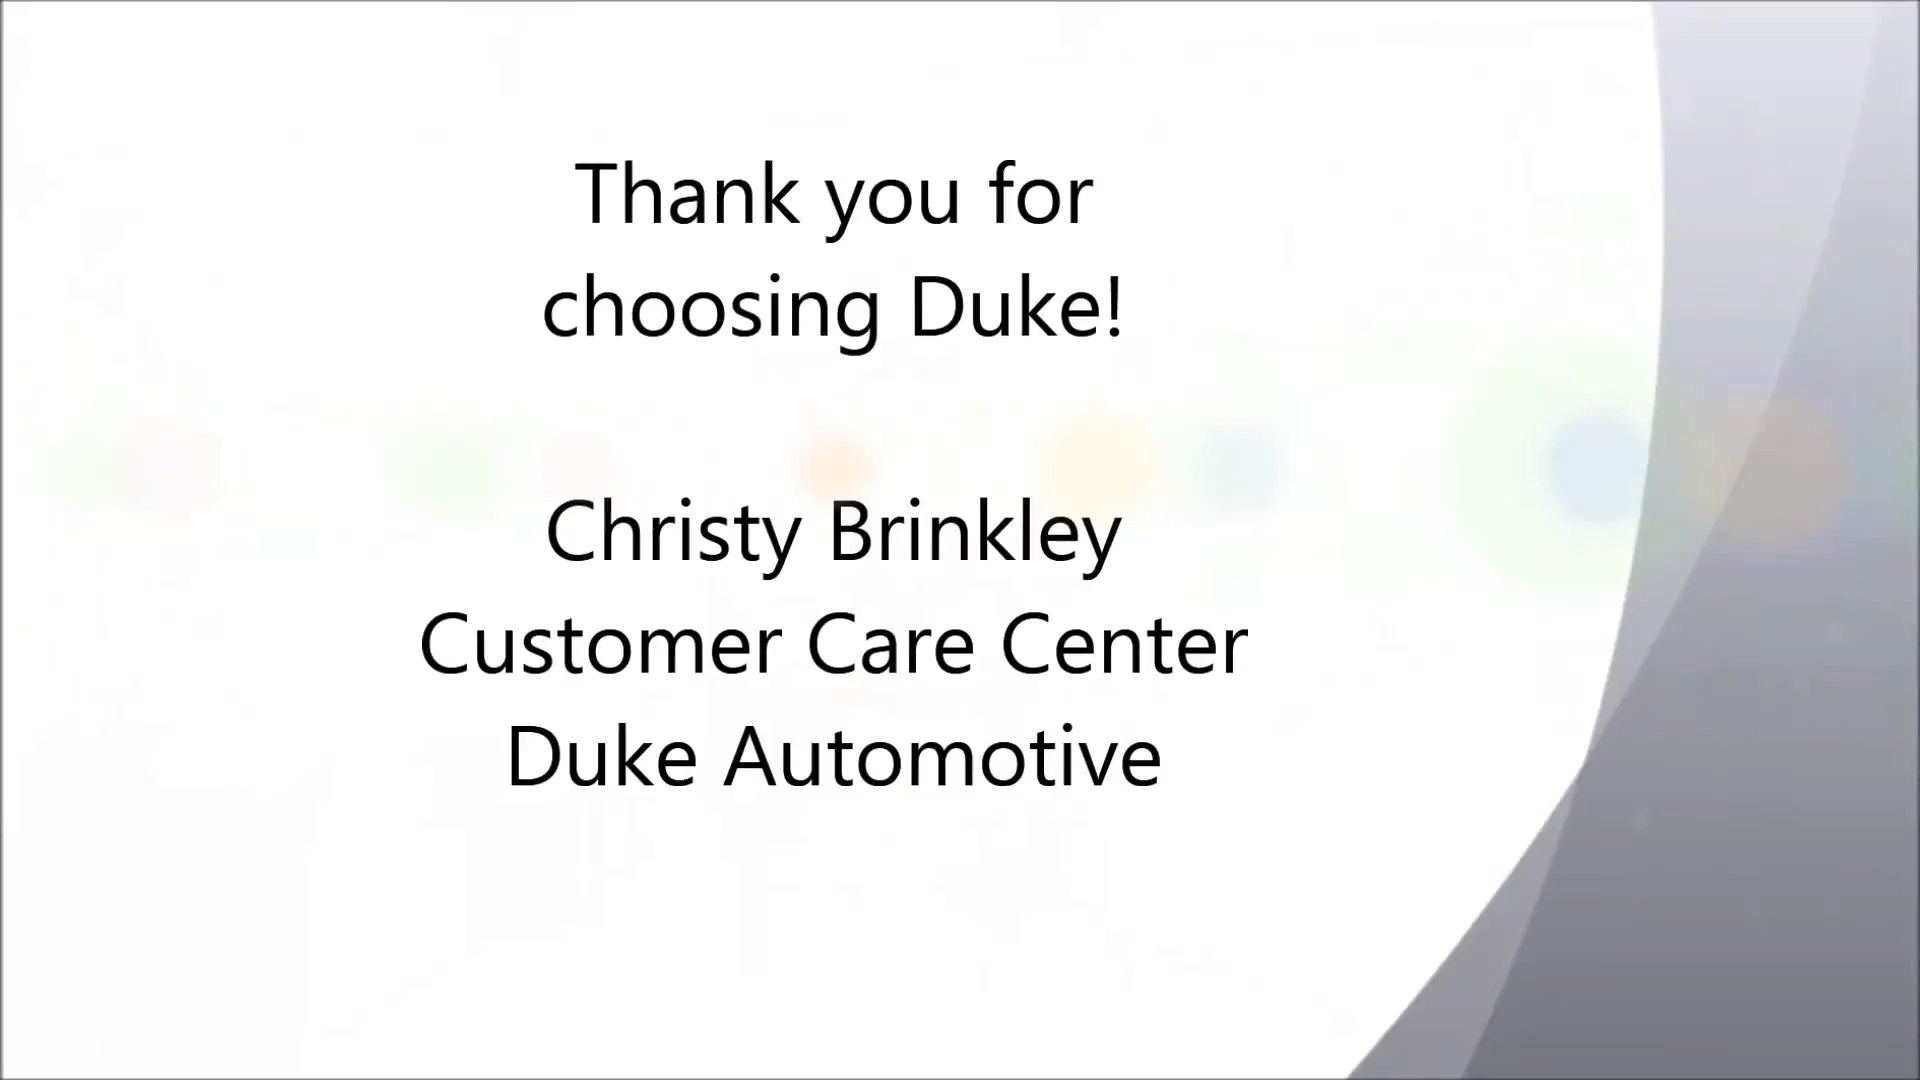 Thank you for
choosing Duke!
Christy Brinkley
Customer Care Center
Duke Automotive